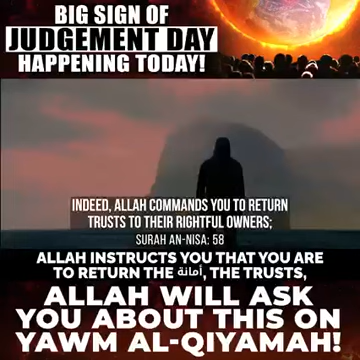 BIG SIGN OF
JUDGEMENT DAY
HAPPENING TODAY!
INDEED, ALLAH COMMANDS YOU TO RETURN
TRUSTS TO THEIR RIGHTFUL OWNERS;
SURAH AN-NISA: 58
ALLAH INSTRUCTS YOU THAT YOU ARE
TO RETURN THE أمانة, THE TRUSTS,
ALLAH WILL ASK
YOU ABOUT THIS ON
YAWM AL-QIYAMAH!